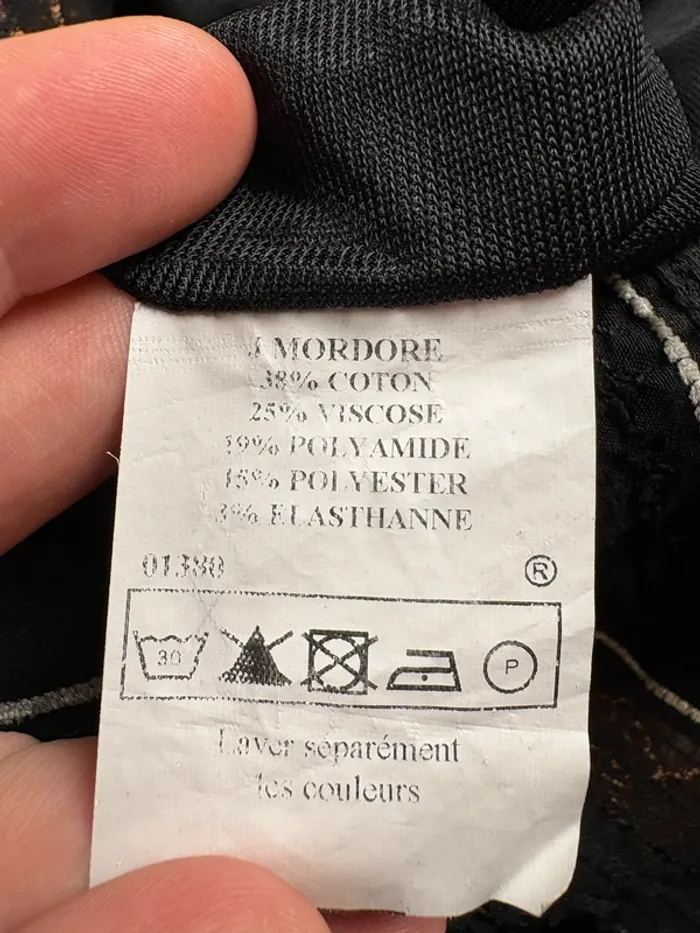 J MORDORE
38% COTON
25% VISCOSE
19% POLYAMIDE
15% POLYESTER
3% ELASTHANNE
01380 ®
30 P
Laver séparément
les couleurs